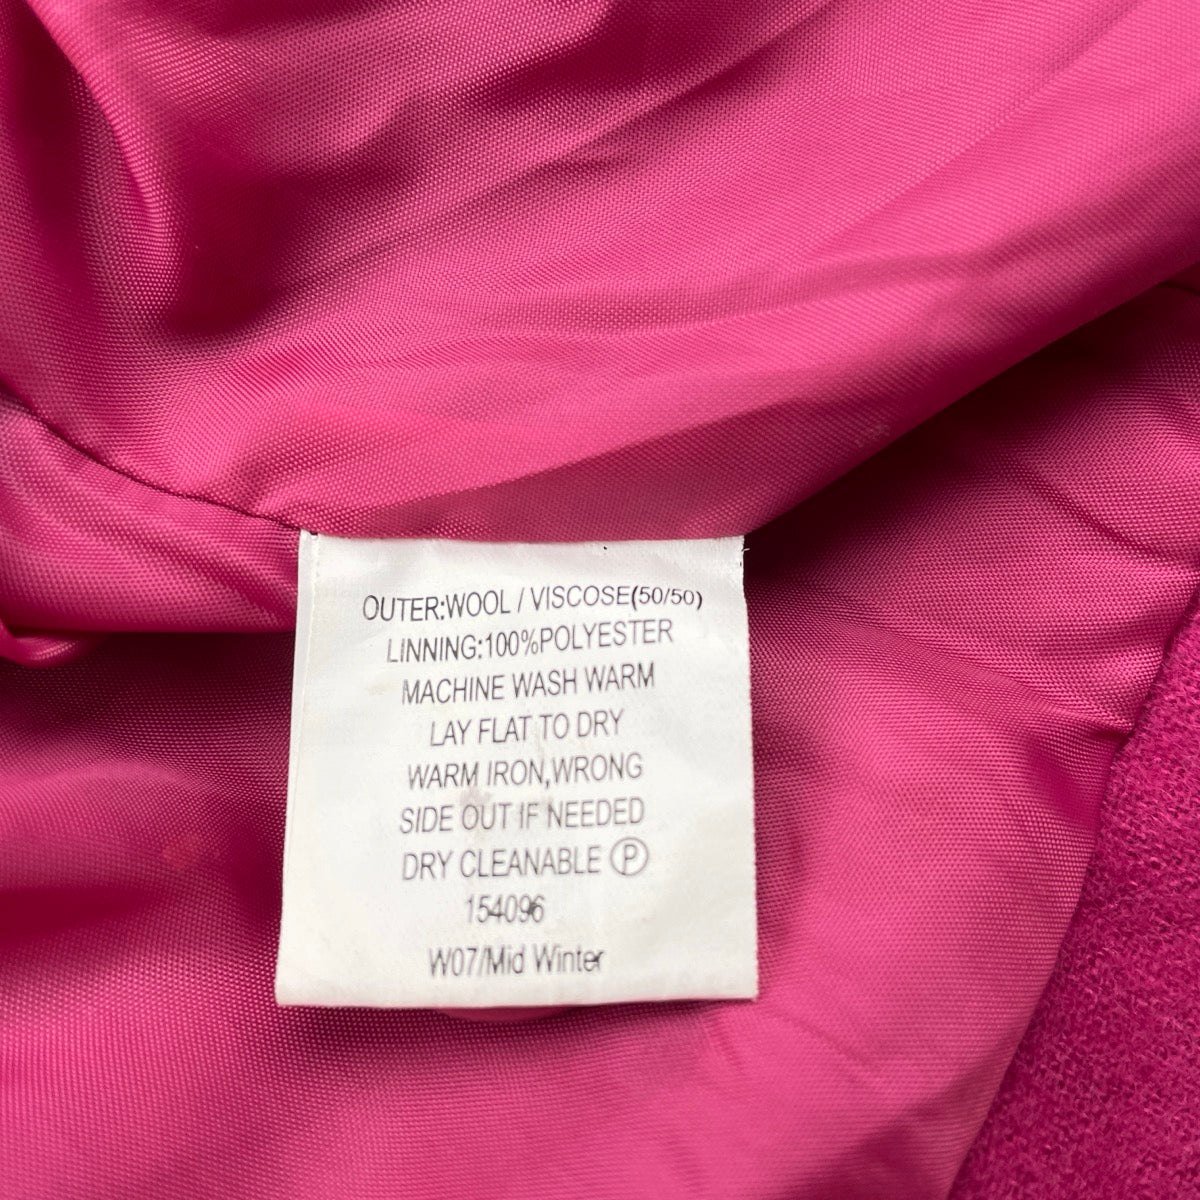 OUTER:WOOL / VISCOSE(50/50)
LINNING:100%POLYESTER
MACHINE WASH WARM
LAY FLAT TO DRY
WARM IRON,WRONG
SIDE OUT IF NEEDED
DRY CLEANABLE Ⓟ
154096
W07/Mid Winter